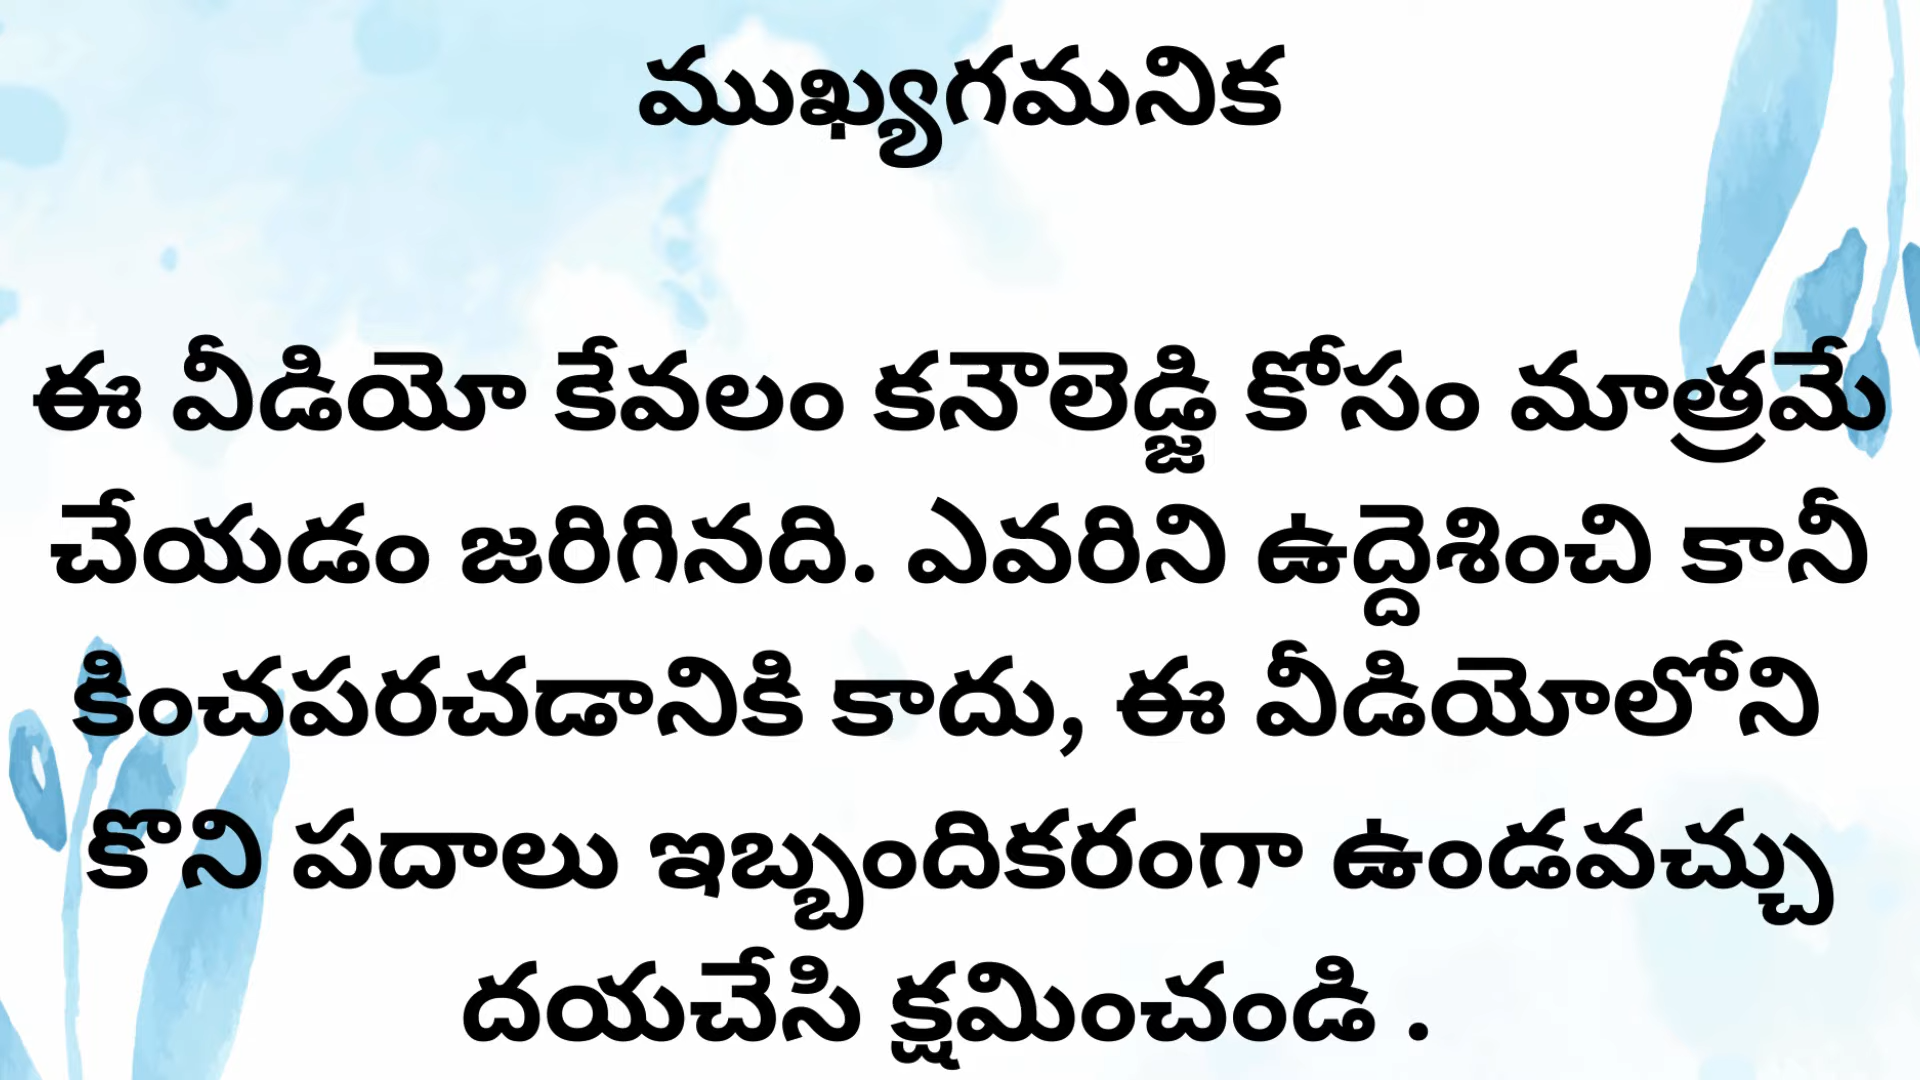 ముఖ్యగమనిక
ఈ వీడియో కేవలం కనౌలెడ్జి కోసం మాత్రమే
చేయడం జరిగినది. ఎవరిని ఉద్దెశించి కానీ
కించపరచడానికి కాదు, ఈ వీడియోలోని
కొని పదాలు ఇబ్బందికరంగా ఉండవచ్చు
దయచేసి క్షమించండి .